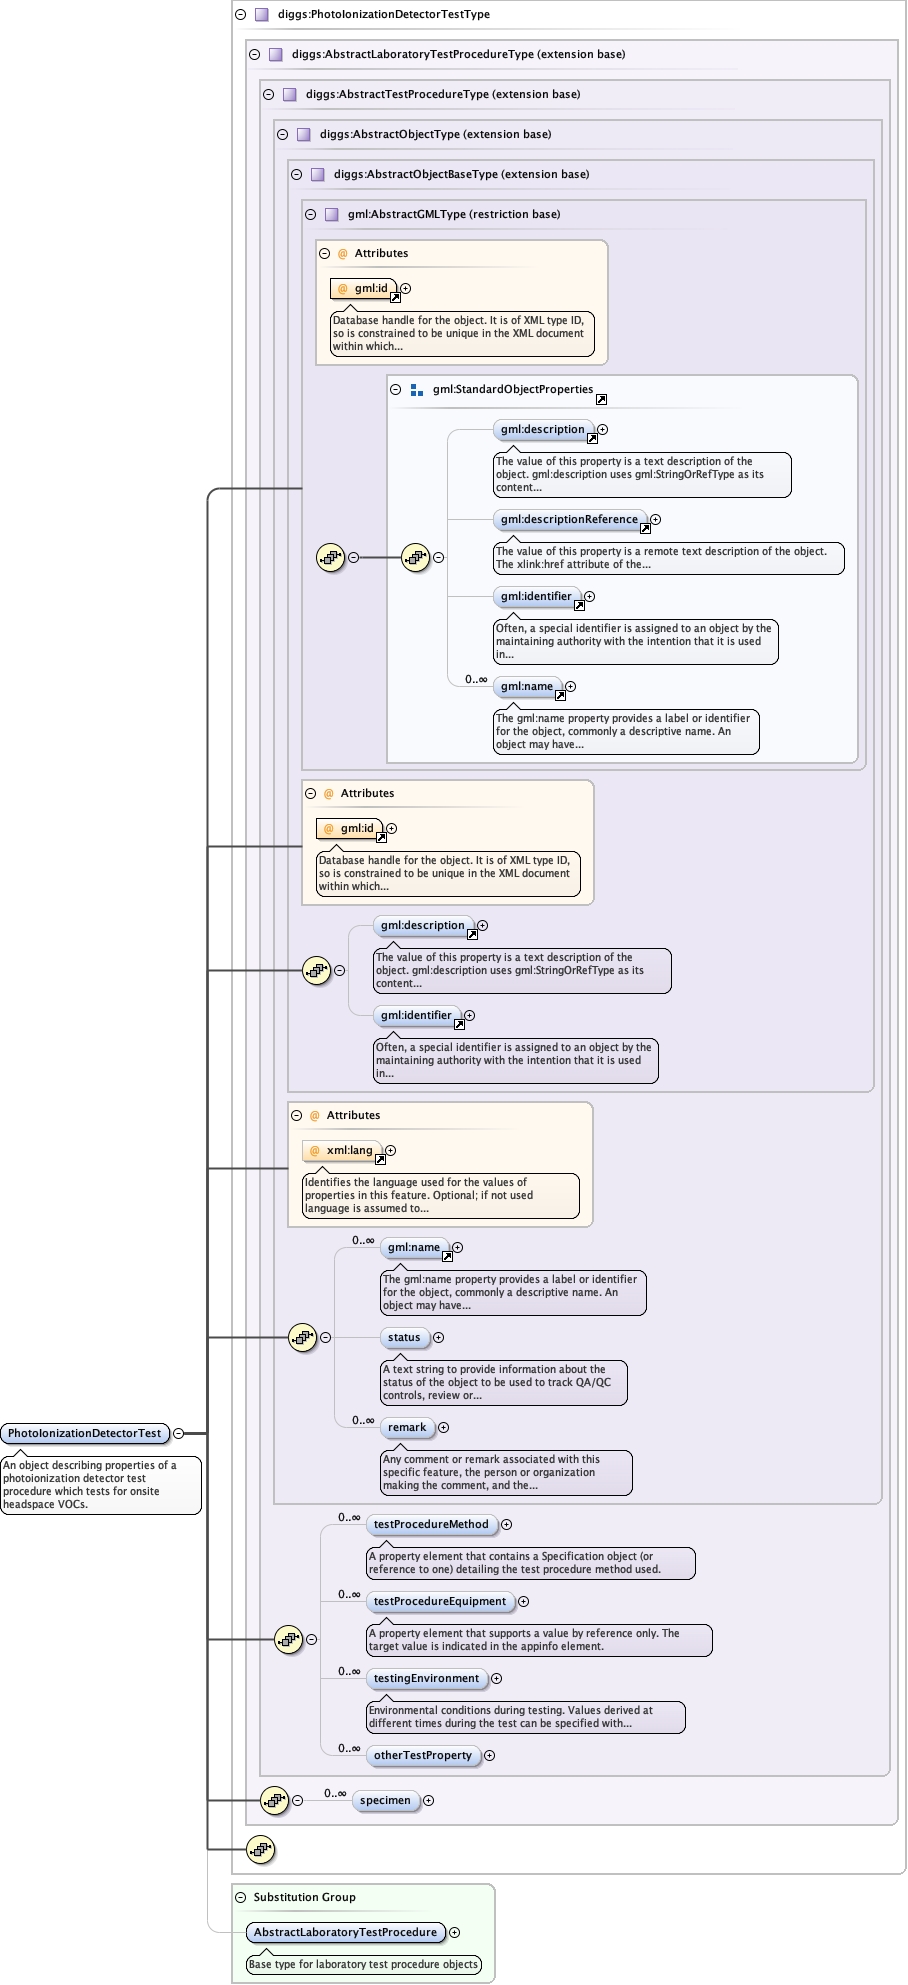 diggs:PhotoIonizationDetectorTestType
diggs:AbstractLaboratoryTestProcedureType (extension base)
diggs:AbstractTestProcedureType (extension base)
diggs:AbstractObjectType (extension base)
diggs:AbstractObjectBaseType (extension base)
gml:AbstractGMLType (restriction base)
@ Attributes
@ gml:id
Database handle for the object. It is of XML type ID,
so is constrained to be unique in the XML document
within which...
gml:StandardObjectProperties
gml:description
The value of this property is a text description of the
object. gml:description uses gml:StringOrRefType as its
content...
gml:descriptionReference
The value of this property is a remote text description of the object.
The xlink:href attribute of the...
gml:identifier
Often, a special identifier is assigned to an object by the
maintaining authority with the intention that it is used
in...
0..∞
gml:name
The gml:name property provides a label or identifier
for the object, commonly a descriptive name. An
object may have...
@ Attributes
@ gml:id
Database handle for the object. It is of XML type ID,
so is constrained to be unique in the XML document
within which...
gml:description
The value of this property is a text description of the
object. gml:description uses gml:StringOrRefType as its
content...
gml:identifier
Often, a special identifier is assigned to an object by the
maintaining authority with the intention that it is used
in...
@ Attributes
@ xml:lang
Identifies the language used for the values of
properties in this feature. Optional; if not used
language is assumed to...
0..∞
gml:name
The gml:name property provides a label or identifier
for the object, commonly a descriptive name. An
object may have...
status
A text string to provide information about the
status of the object to be used to track QA/QC
controls, review or...
0..∞
remark
Any comment or remark associated with this
specific feature, the person or organization
making the comment, and the...
PhotoIonizationDetectorTest
An object describing properties of a
photoionization detector test
procedure which tests for onsite
headspace VOCs.
0..∞
testProcedureMethod
A property element that contains a Specification object (or
reference to one) detailing the test procedure method used.
0..∞
testProcedureEquipment
A property element that supports a value by reference only. The
target value is indicated in the appinfo element.
0..∞
testingEnvironment
Environmental conditions during testing. Values derived at
different times during the test can be specified with...
0..∞
otherTestProperty
0..∞
specimen
Substitution Group
AbstractLaboratoryTestProcedure
Base type for laboratory test procedure objects